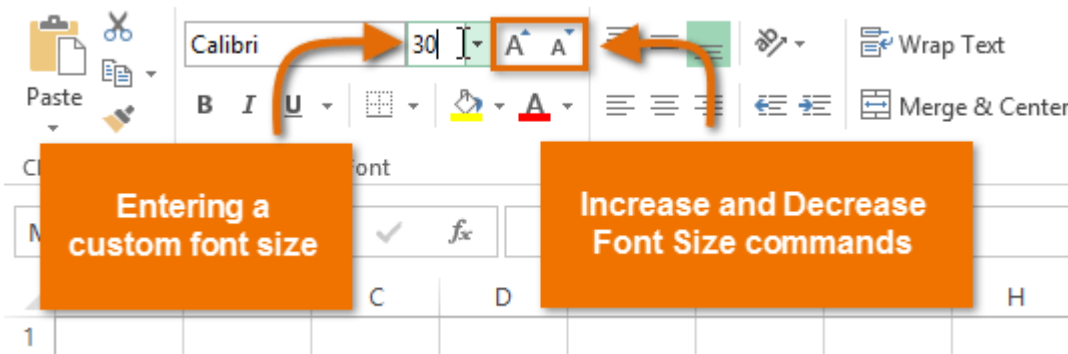 Calibri
30
A A
Wrap Text
Paste
B I U
A
Merge & Center
Entering a
custom font size
Increase and Decrease
Font Size commands
fx
C D H
1